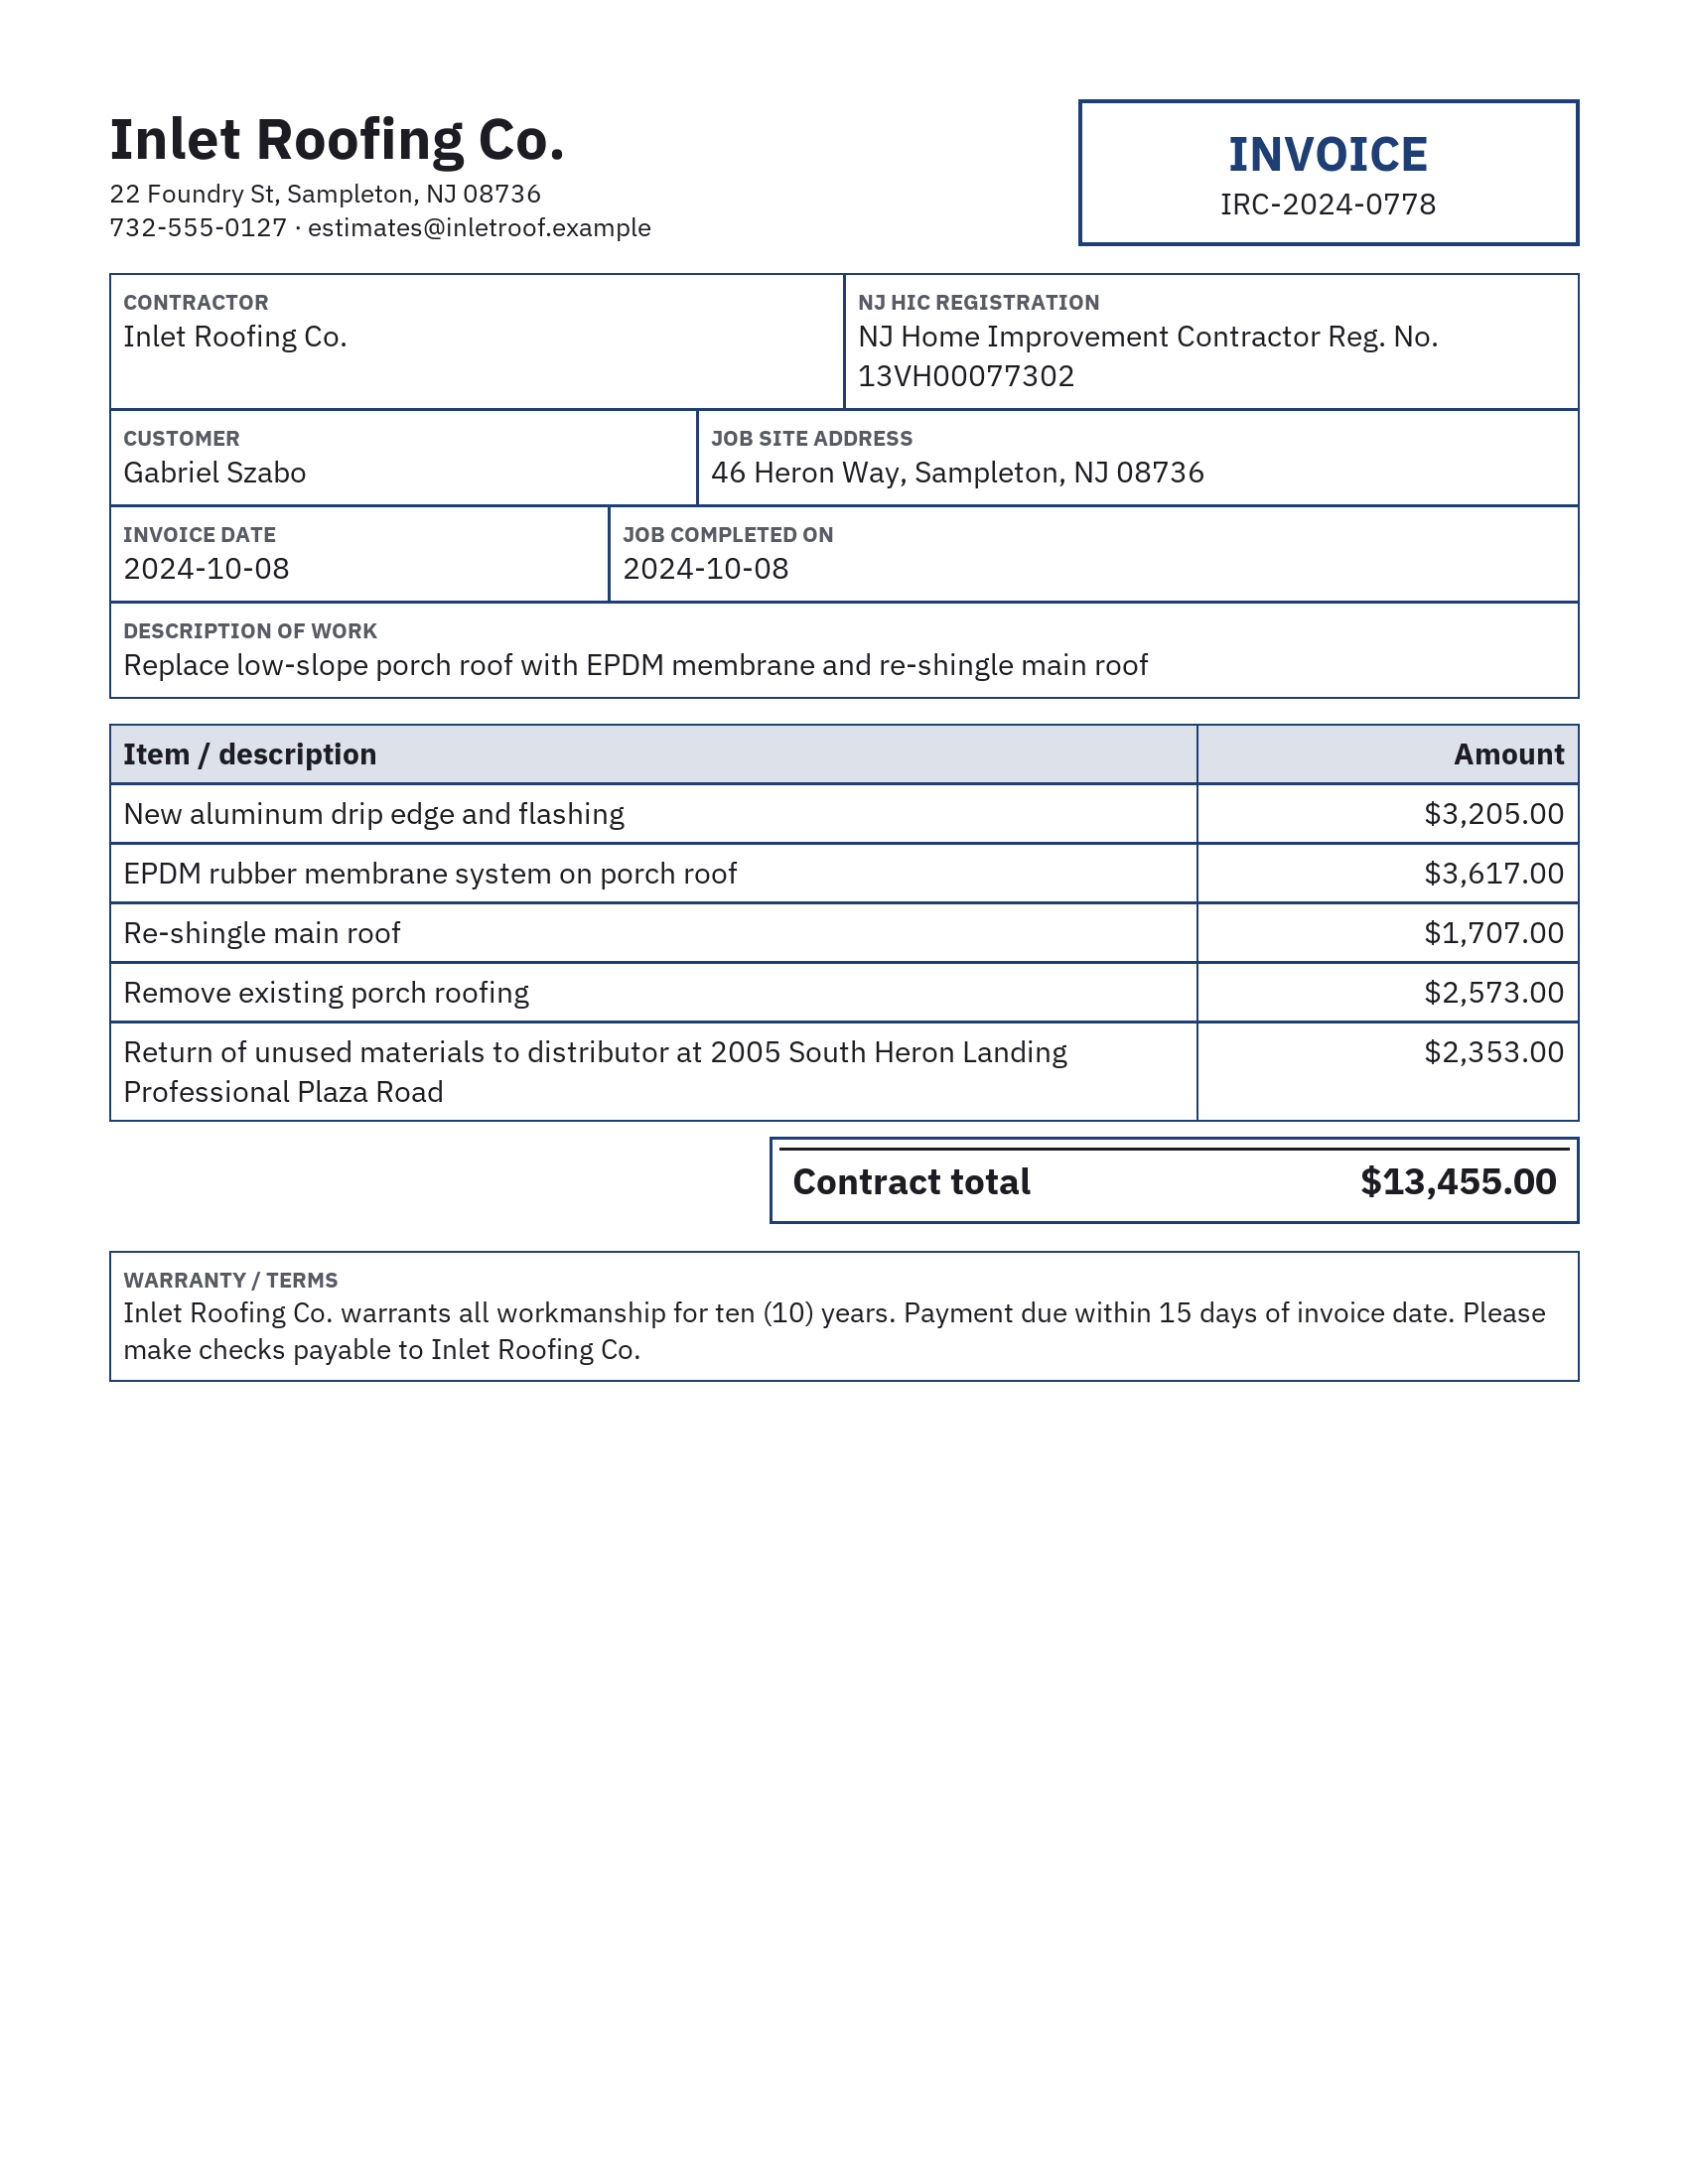 Inlet Roofing Co.
22 Foundry St, Sampleton, NJ 08736
732-555-0127 · estimates@inletroof.example
INVOICE
IRC-2024-0778
CONTRACTOR
Inlet Roofing Co.
NJ HIC REGISTRATION
NJ Home Improvement Contractor Reg. No.
13VH00077302
CUSTOMER
Gabriel Szabo
JOB SITE ADDRESS
46 Heron Way, Sampleton, NJ 08736
INVOICE DATE
2024-10-08
JOB COMPLETED ON
2024-10-08
DESCRIPTION OF WORK
Replace low-slope porch roof with EPDM membrane and re-shingle main roof
Item / description Amount
New aluminum drip edge and flashing $3,205.00
EPDM rubber membrane system on porch roof $3,617.00
Re-shingle main roof $1,707.00
Remove existing porch roofing $2,573.00
Return of unused materials to distributor at 2005 South Heron Landing $2,353.00
Professional Plaza Road
Contract total $13,455.00
WARRANTY / TERMS
Inlet Roofing Co. warrants all workmanship for ten (10) years. Payment due within 15 days of invoice date. Please
make checks payable to Inlet Roofing Co.